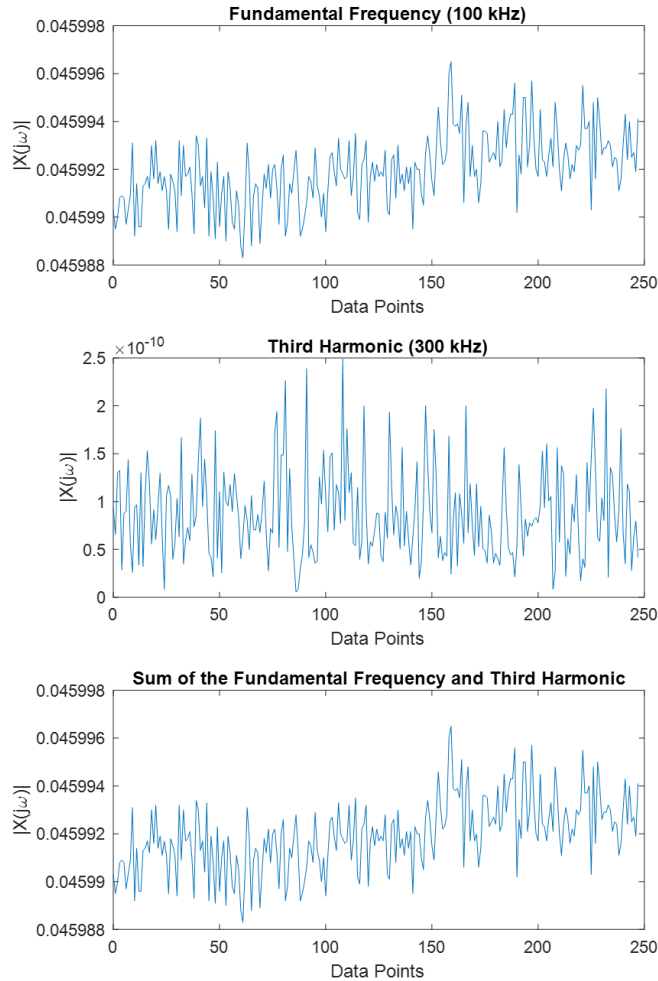 Fundamental Frequency (100 kHz)
0.045998
0.045996
0.045994
0.045992
0.04599
0.045988
|X(jω)|
0 50 100 150 200 250
Data Points
Third Harmonic (300 kHz)
×10⁻¹⁰
2.5
2
1.5
1
0.5
0
|X(jω)|
0 50 100 150 200 250
Data Points
Sum of the Fundamental Frequency and Third Harmonic
0.045998
0.045996
0.045994
0.045992
0.04599
0.045988
|X(jω)|
0 50 100 150 200 250
Data Points